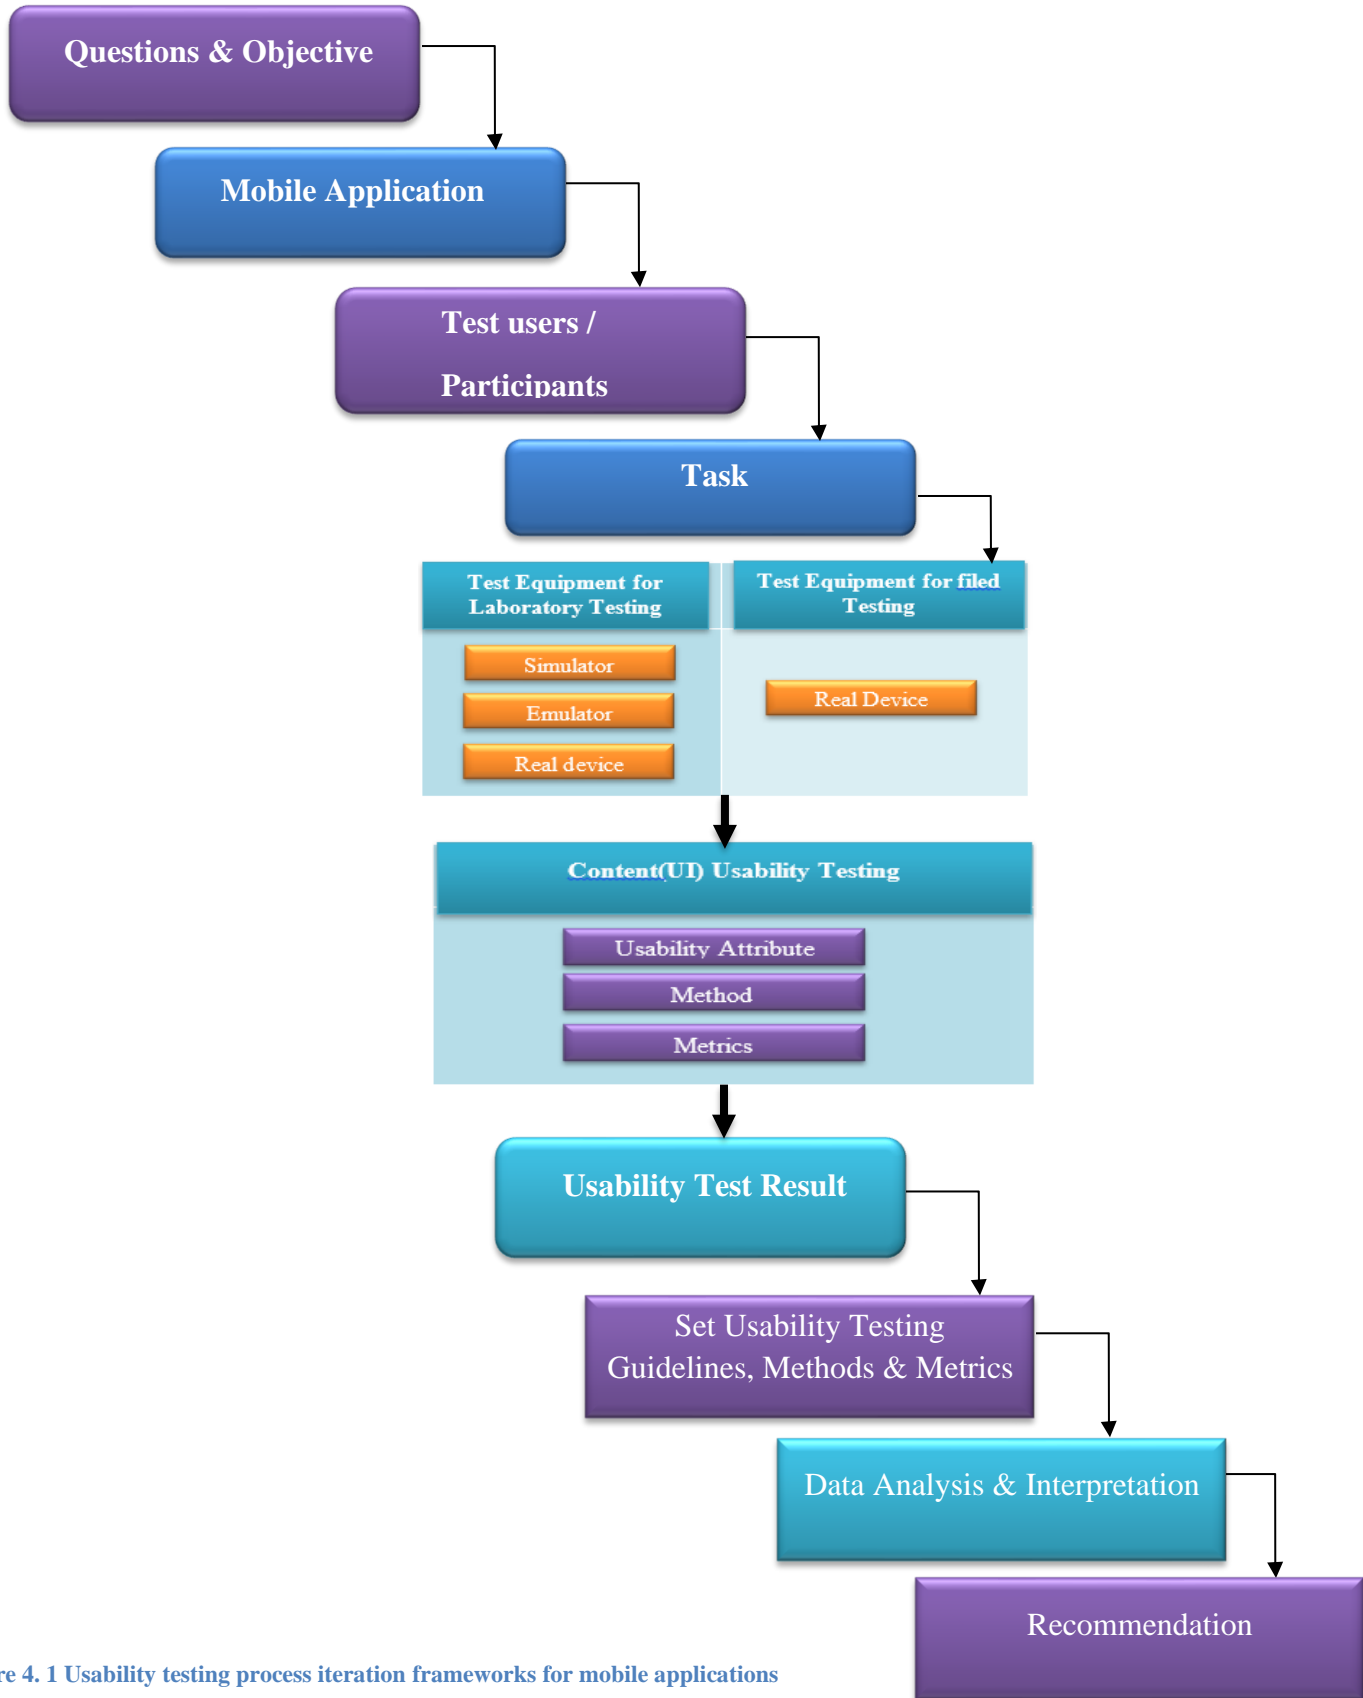 Questions & Objective
Mobile Application
Test users /
Participants
Task
Test Equipment for
Laboratory Testing
Test Equipment for filed
Testing
Simulator
Emulator
Real device
Real Device
Content(UI) Usability Testing
Usability Attribute
Method
Metrics
Usability Test Result
Set Usability Testing
Guidelines, Methods & Metrics
Data Analysis & Interpretation
Recommendation
re 4. 1 Usability testing process iteration frameworks for mobile applications